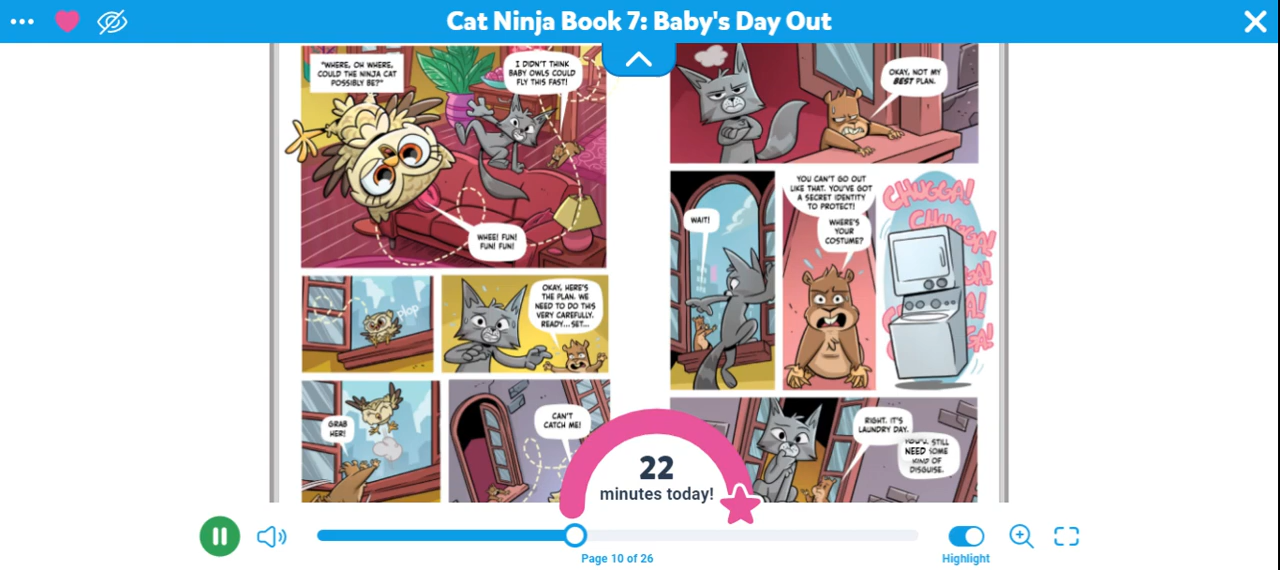 Cat Ninja Book 7: Baby's Day Out
"WHERE, OH WHERE,
COULD THE NINJA CAT
POSSIBLY BE?"
I DIDN'T THINK
BABY OWLS COULD
FLY THIS FAST!
WHEE! FUN!
FUN! FUN!
plop
OKAY, HERE'S
THE PLAN. WE
NEED TO DO THIS
VERY CAREFULLY.
READY... SET...
GRAB
HER!
CAN'T
CATCH ME!
OKAY, NOT MY
BEST PLAN.
WAIT!
YOU CAN'T GO OUT
LIKE THAT. YOU'VE GOT
A SECRET IDENTITY
TO PROTECT!
WHERE'S
YOUR
COSTUME?
CHUGGA!
CHUGGA!
RIGHT. IT'S
LAUNDRY DAY.
YOU'LL STILL
NEED SOME
KIND OF
DISGUISE.
22
minutes today!
Page 10 of 26
Highlight